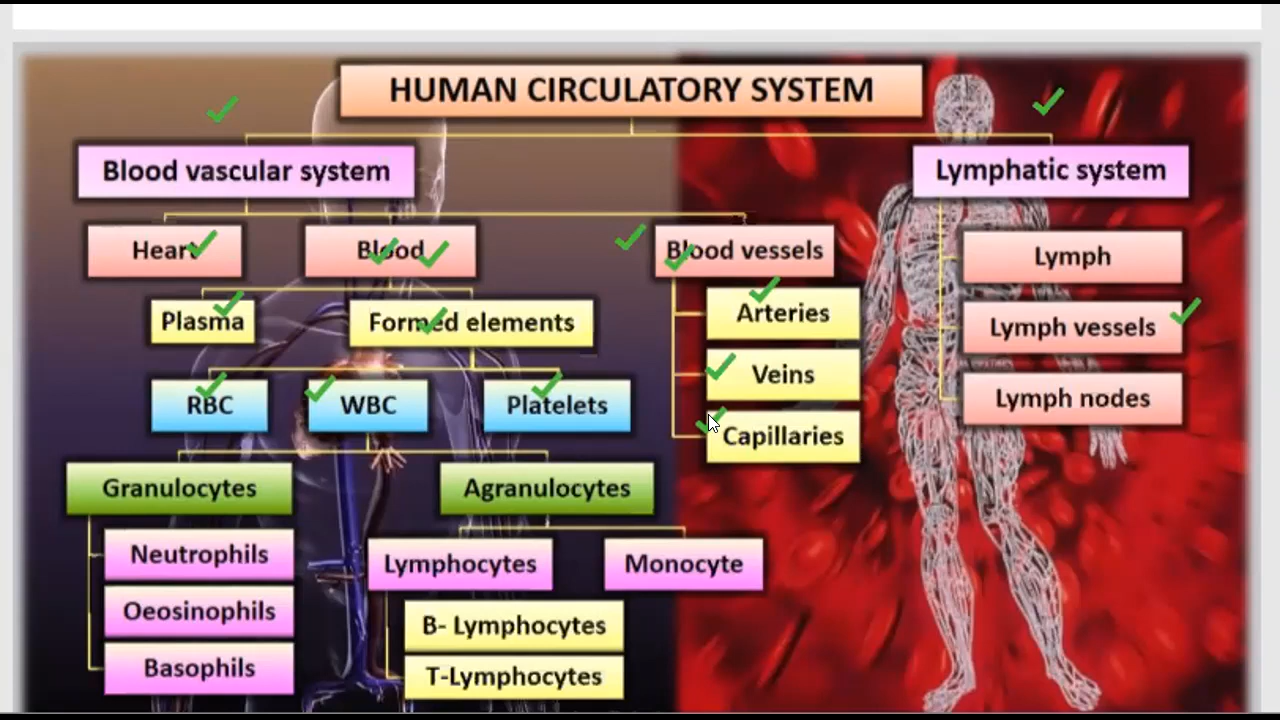 HUMAN CIRCULATORY SYSTEM
Blood vascular system
Lymphatic system
Heart
Blood
Blood vessels
Lymph
Plasma
Formed elements
Arteries
Lymph vessels
Veins
RBC
WBC
Platelets
Lymph nodes
Capillaries
Granulocytes
Agranulocytes
Neutrophils
Lymphocytes
Monocyte
Oeosinophils
B- Lymphocytes
Basophils
T-Lymphocytes